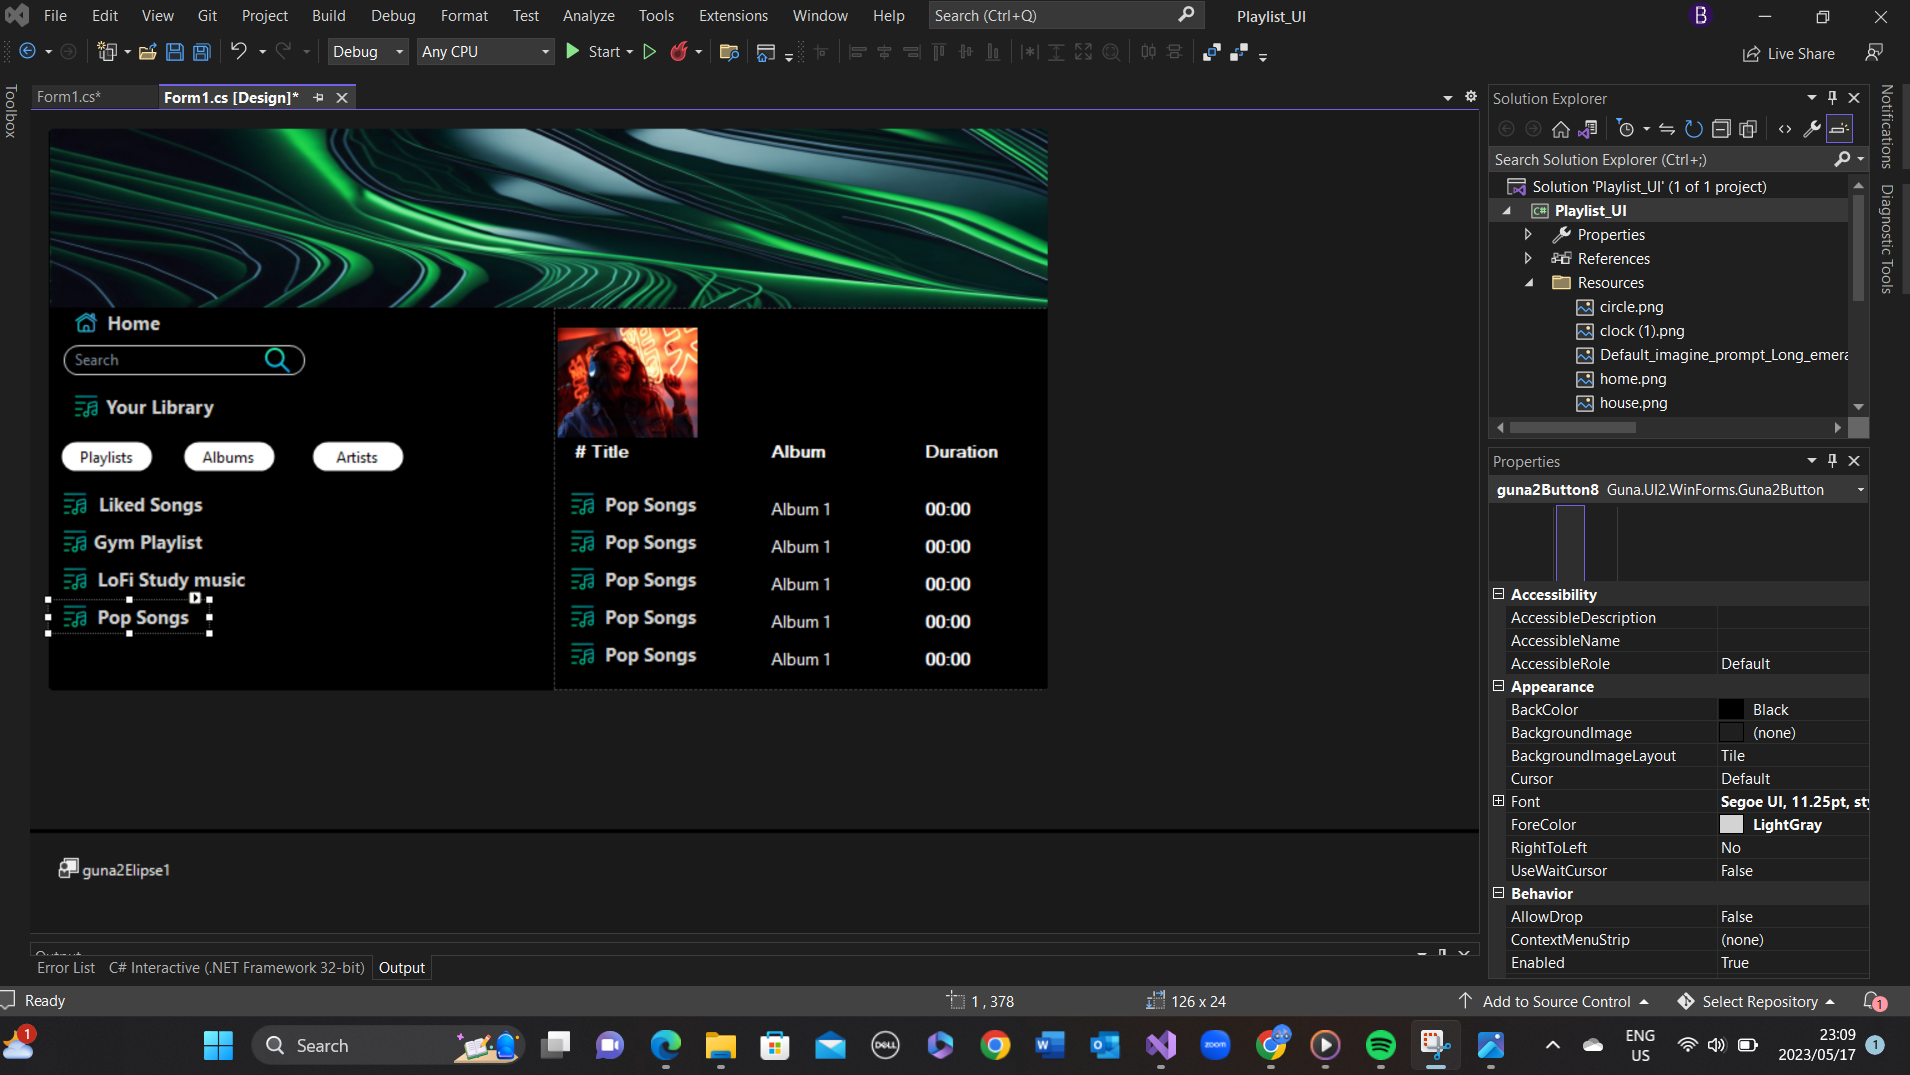 File Edit View Git Project Build Debug Format Test Analyze Tools Extensions Window Help Search (Ctrl+Q) Playlist_UI B
Debug Any CPU Start Live Share
Toolbox
Form1.cs* Form1.cs [Design]*
Home
Search
Your Library
Playlists Albums Artists
Liked Songs
Gym Playlist
LoFi Study music
Pop Songs
# Title Album Duration
Pop Songs Album 1 00:00
Pop Songs Album 1 00:00
Pop Songs Album 1 00:00
Pop Songs Album 1 00:00
Pop Songs Album 1 00:00
guna2Elipse1
Output
Error List C# Interactive (.NET Framework 32-bit) Output
Solution Explorer
Search Solution Explorer (Ctrl+;)
Solution 'Playlist_UI' (1 of 1 project)
C# Playlist_UI
Properties
References
Resources
circle.png
clock (1).png
Default_imagine_prompt_Long_emera
home.png
house.png
Properties
guna2Button8 Guna.UI2.WinForms.Guna2Button
Accessibility
AccessibleDescription
AccessibleName
AccessibleRole Default
Appearance
BackColor Black
BackgroundImage (none)
BackgroundImageLayout Tile
Cursor Default
Font Segoe UI, 11.25pt, sty
ForeColor LightGray
RightToLeft No
UseWaitCursor False
Behavior
AllowDrop False
ContextMenuStrip (none)
Enabled True
Notifications
Diagnostic Tools
Ready 1 , 378 126 x 24 Add to Source Control Select Repository 1
1 Search DELL W zoom ENG
US 23:09
2023/05/17 1